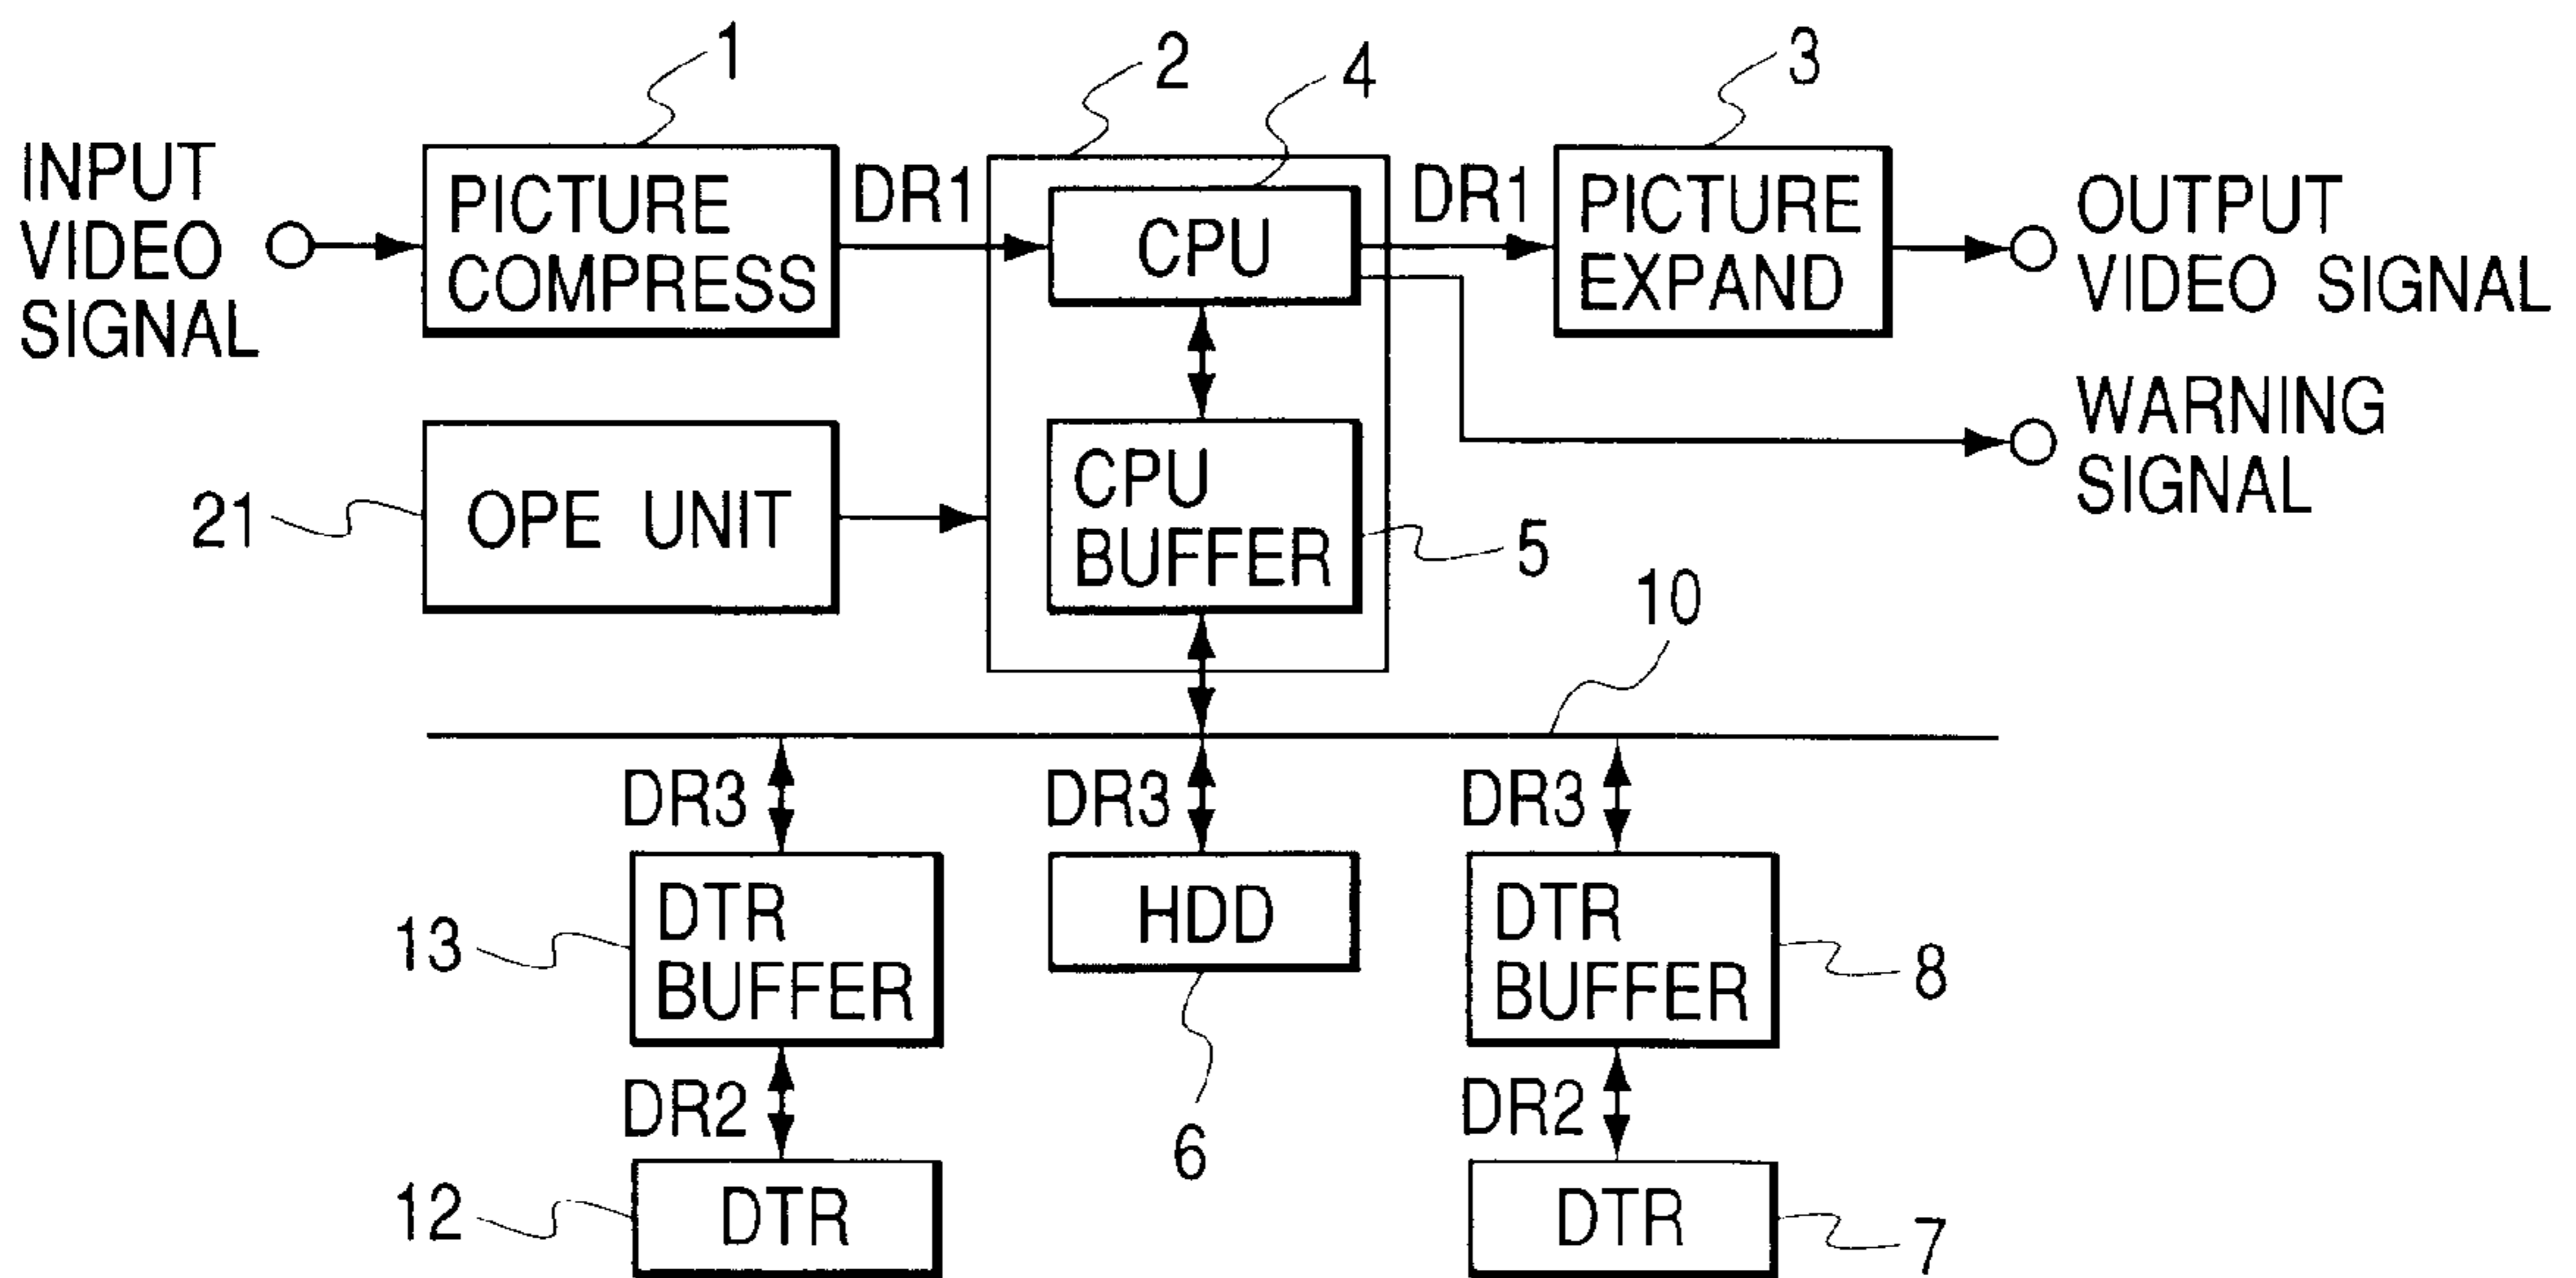 1
2
4
3
INPUT
VIDEO
SIGNAL
PICTURE
COMPRESS
DR1
CPU
DR1
PICTURE
EXPAND
OUTPUT
VIDEO SIGNAL
WARNING
SIGNAL
21
OPE UNIT
CPU
BUFFER
5
10
DR3
DR3
DR3
13
DTR
BUFFER
HDD
DTR
BUFFER
8
DR2
6
DR2
12
DTR
DTR
7